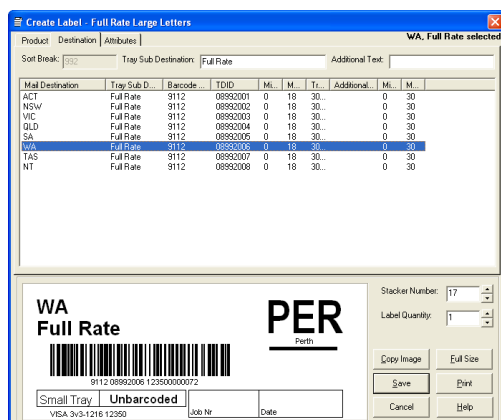 Create Label - Full Rate Large Letters
Product Destination Attributes WA, Full Rate selected
Sort Break: 992 Tray Sub Destination: Full Rate Additional Text:
Mail Destination Tray Sub D... Barcode ... TDID Mi... M... Tr... Additional... Mi... M...
ACT Full Rate 9112 08992001 0 18 30... 0 30
NSW Full Rate 9112 08992002 0 18 30... 0 30
VIC Full Rate 9112 08992003 0 18 30... 0 30
QLD Full Rate 9112 08992004 0 18 30... 0 30
SA Full Rate 9112 08992005 0 18 30... 0 30
WA Full Rate 9112 08992006 0 18 30... 0 30
TAS Full Rate 9112 08992007 0 18 30... 0 30
NT Full Rate 9112 08992008 0 18 30... 0 30
Stacker Number: 17
Label Quantity: 1
WA
Full Rate
PER
Perth
9112 08992006 123500000072
Small Tray Unbarcoded
VISA 3v3-1216 12350 Job Nr Date
Copy Image Full Size
Save Print
Cancel Help